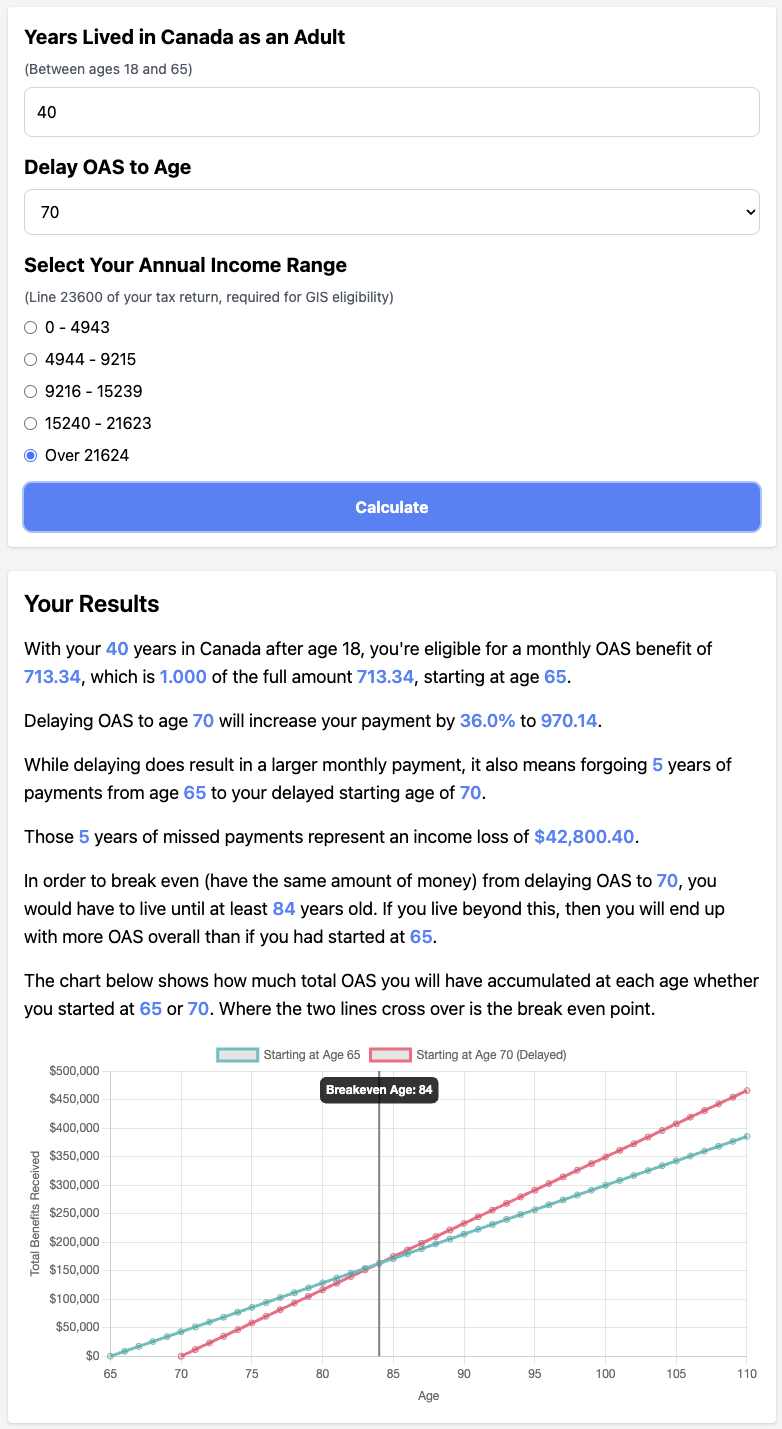 Years Lived in Canada as an Adult
(Between ages 18 and 65)
40
Delay OAS to Age
70
Select Your Annual Income Range
(Line 23600 of your tax return, required for GIS eligibility)
0 - 4943
4944 - 9215
9216 - 15239
15240 - 21623
Over 21624
Calculate
Your Results
With your 40 years in Canada after age 18, you're eligible for a monthly OAS benefit of
713.34, which is 1.000 of the full amount 713.34, starting at age 65.
Delaying OAS to age 70 will increase your payment by 36.0% to 970.14.
While delaying does result in a larger monthly payment, it also means forgoing 5 years of
payments from age 65 to your delayed starting age of 70.
Those 5 years of missed payments represent an income loss of $42,800.40.
In order to break even (have the same amount of money) from delaying OAS to 70, you
would have to live until at least 84 years old. If you live beyond this, then you will end up
with more OAS overall than if you had started at 65.
The chart below shows how much total OAS you will have accumulated at each age whether
you started at 65 or 70. Where the two lines cross over is the break even point.
Starting at Age 65 Starting at Age 70 (Delayed)
Breakeven Age: 84
Total Benefits Received
$500,000
$450,000
$400,000
$350,000
$300,000
$250,000
$200,000
$150,000
$100,000
$50,000
$0
65 70 75 80 85 90 95 100 105 110
Age